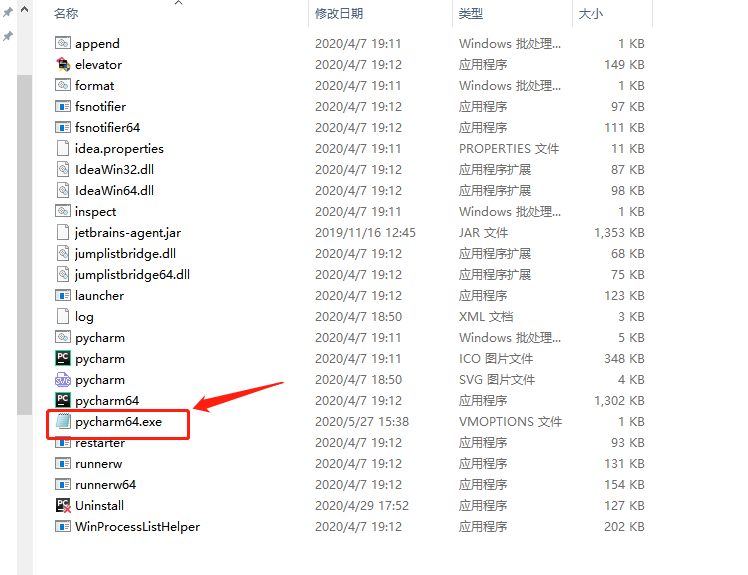 名称 修改日期 类型 大小
append 2020/4/7 19:11 Windows 批处理... 1 KB
elevator 2020/4/7 19:12 应用程序 149 KB
format 2020/4/7 19:11 Windows 批处理... 1 KB
fsnotifier 2020/4/7 19:12 应用程序 97 KB
fsnotifier64 2020/4/7 19:12 应用程序 111 KB
idea.properties 2020/4/7 19:11 PROPERTIES 文件 11 KB
IdeaWin32.dll 2020/4/7 19:12 应用程序扩展 87 KB
IdeaWin64.dll 2020/4/7 19:12 应用程序扩展 98 KB
inspect 2020/4/7 19:11 Windows 批处理... 1 KB
jetbrains-agent.jar 2019/11/16 12:45 JAR 文件 1,353 KB
jumplistbridge.dll 2020/4/7 19:12 应用程序扩展 68 KB
jumplistbridge64.dll 2020/4/7 19:12 应用程序扩展 75 KB
launcher 2020/4/7 19:12 应用程序 123 KB
log 2020/4/7 18:50 XML 文档 3 KB
pycharm 2020/4/7 19:11 Windows 批处理... 5 KB
PC pycharm 2020/4/7 19:11 ICO 图片文件 348 KB
SVG pycharm 2020/4/7 18:50 SVG 图片文件 4 KB
PC pycharm64 2020/4/7 19:12 应用程序 1,302 KB
pycharm64.exe 2020/5/27 15:38 VMOPTIONS 文件 1 KB
restarter 2020/4/7 19:12 应用程序 93 KB
runnerw 2020/4/7 19:12 应用程序 131 KB
runnerw64 2020/4/7 19:12 应用程序 154 KB
PC Uninstall 2020/4/29 17:52 应用程序 127 KB
WinProcessListHelper 2020/4/7 19:12 应用程序 202 KB